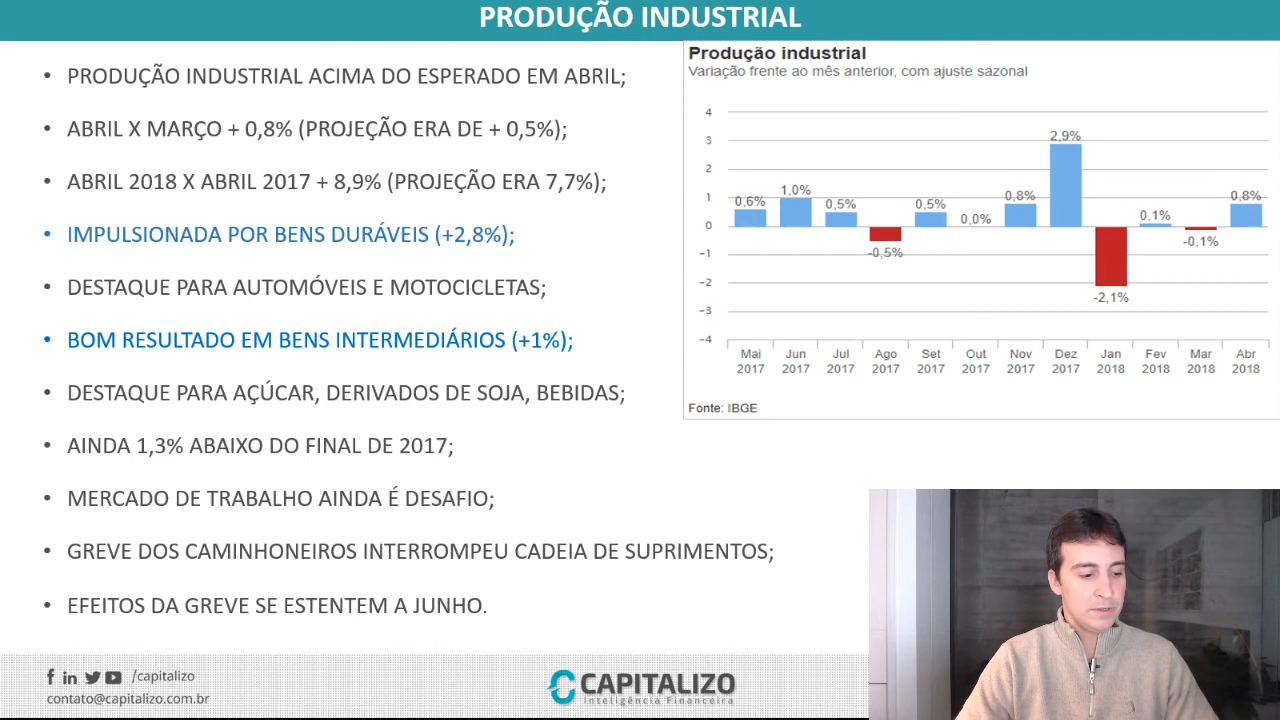 PRODUÇÃO INDUSTRIAL
• PRODUÇÃO INDUSTRIAL ACIMA DO ESPERADO EM ABRIL;
• ABRIL X MARÇO + 0,8% (PROJEÇÃO ERA DE + 0,5%);
• ABRIL 2018 X ABRIL 2017 + 8,9% (PROJEÇÃO ERA 7,7%);
• IMPULSIONADA POR BENS DURÁVEIS (+2,8%);
• DESTAQUE PARA AUTOMÓVEIS E MOTOCICLETAS;
• BOM RESULTADO EM BENS INTERMEDIÁRIOS (+1%);
• DESTAQUE PARA AÇÚCAR, DERIVADOS DE SOJA, BEBIDAS;
• AINDA 1,3% ABAIXO DO FINAL DE 2017;
• MERCADO DE TRABALHO AINDA É DESAFIO;
• GREVE DOS CAMINHONEIROS INTERROMPEU CADEIA DE SUPRIMENTOS;
• EFEITOS DA GREVE SE ESTENTEM A JUNHO.
Produção industrial
Variação frente ao mês anterior, com ajuste sazonal
4
3
2
1
0
−1
−2
−3
−4
0,6%
1,0%
0,5%
-0,5%
0,5%
0,0%
0,8%
2,9%
-2,1%
0,1%
-0,1%
0,8%
Mai Jun Jul Ago Set Out Nov Dez Jan Fev Mar Abr
2017 2017 2017 2017 2017 2017 2017 2017 2018 2018 2018 2018
Fonte: IBGE
/capitalizo
contato@capitalizo.com.br
CAPITALIZO
Inteligência Financeira